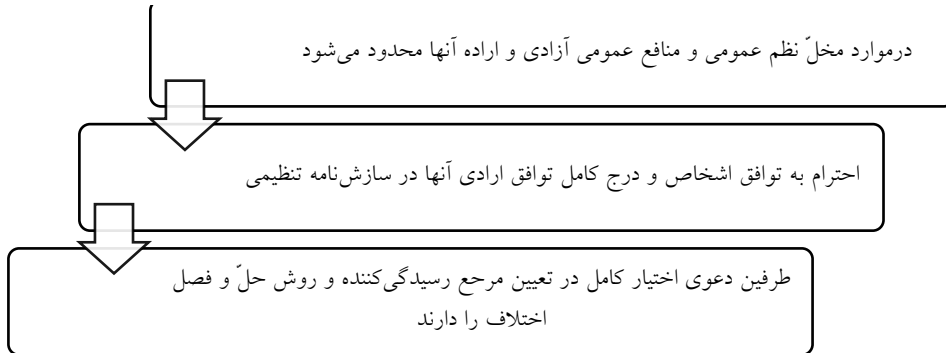 درموارد مخلّ نظم عمومی و منافع عمومی آزادی و اراده آنها محدود می‌شود
احترام به توافق اشخاص و درج کامل توافق ارادی آنها در سازش‌نامه تنظیمی
طرفین دعوی اختیار کامل در تعیین مرجع رسیدگی‌کننده و روش حلّ و فصل
اختلاف را دارند